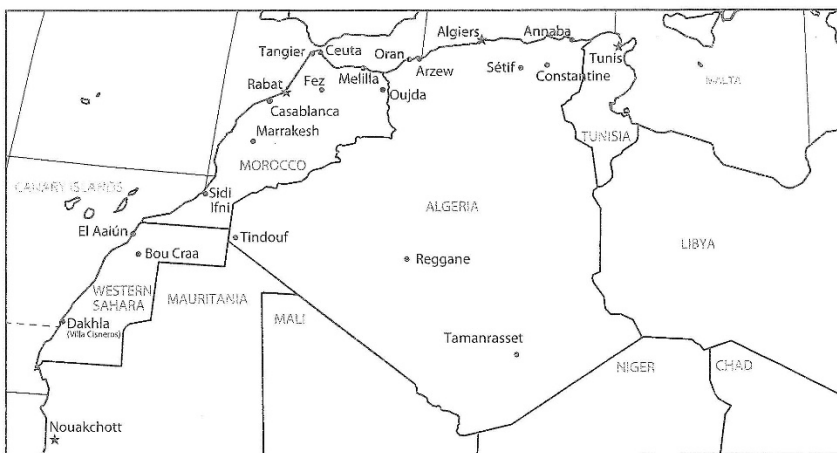 Algiers
Annaba
Tangier
Ceuta
Oran
Arzew
Tunis
Melilla
Sétif
Constantine
MALTA
Rabat
Fez
Oujda
Casablanca
Marrakesh
TUNISIA
MOROCCO
CANARY ISLANDS
Sidi
Ifni
ALGERIA
El Aaiún
Tindouf
LIBYA
Bou Craa
Reggane
WESTERN
SAHARA
MAURITANIA
MALI
Dakhla
(Villa Cisneros)
Tamanrasset
NIGER
CHAD
Nouakchott